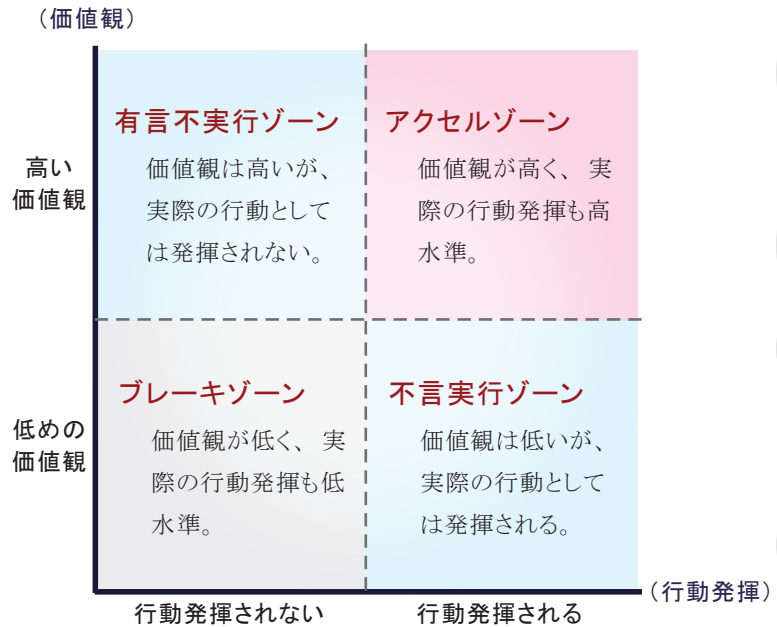 （価値観）
有言不実行ゾーン
価値観は高いが、
実際の行動として
は発揮されない。
アクセルゾーン
価値観が高く、実
際の行動発揮も高
水準。
高い
価値観
ブレーキゾーン
価値観が低く、実
際の行動発揮も低
水準。
不言実行ゾーン
価値観は低いが、
実際の行動として
は発揮される。
低めの
価値観
（行動発揮）
行動発揮されない
行動発揮される